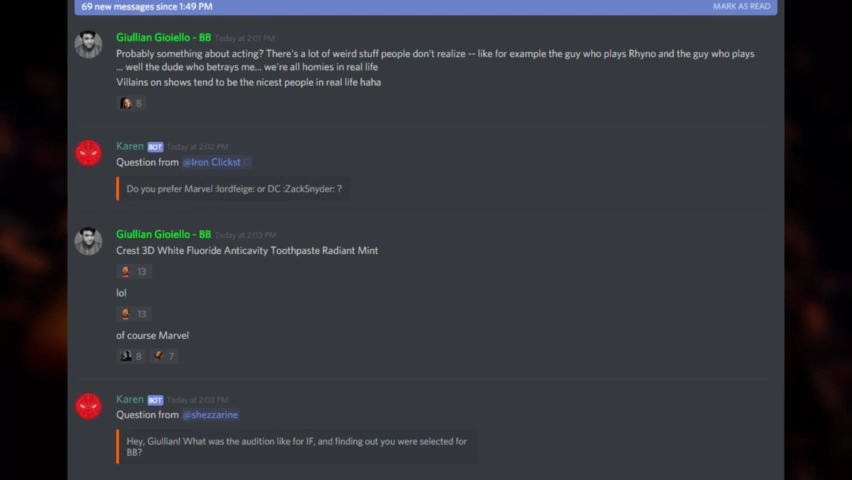 69 new messages since 1:49 PM
MARK AS READ
Giullian Gioiello - BB Today at 2:01 PM
Probably something about acting? There's a lot of weird stuff people don't realize -- like for example the guy who plays Rhyno and the guy who plays
... well the dude who betrays me... we're all homies in real life
Villains on shows tend to be the nicest people in real life haha
8
Karen BOT Today at 2:02 PM
Question from @Iron Clickst
Do you prefer Marvel :lordfeige: or DC :ZackSnyder: ?
Giullian Gioiello - BB Today at 2:03 PM
Crest 3D White Fluoride Anticavity Toothpaste Radiant Mint
13
lol
13
of course Marvel
8 7
Karen BOT Today at 2:03 PM
Question from @shezzarine
Hey, Giullian! What was the audition like for IF, and finding out you were selected for
BB?